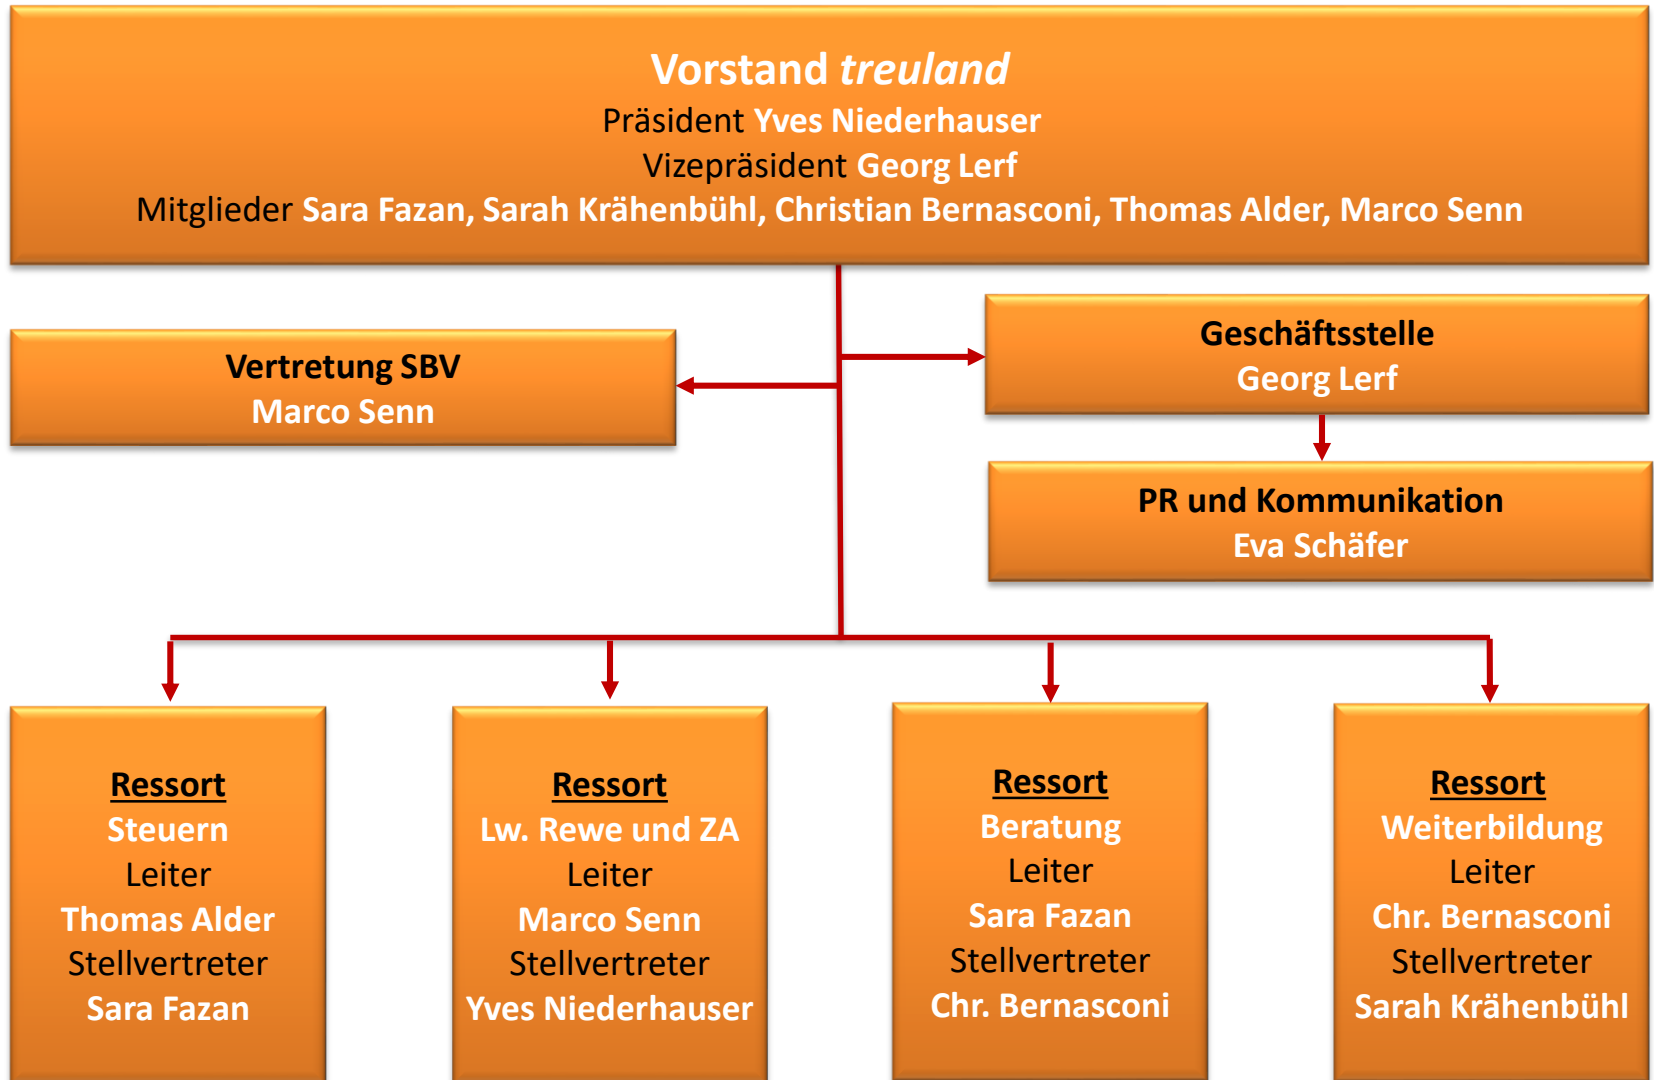 Vorstand treuland
Präsident Yves Niederhauser
Vizepräsident Georg Lerf
Mitglieder Sara Fazan, Sarah Krähenbühl, Christian Bernasconi, Thomas Alder, Marco Senn
Vertretung SBV
Marco Senn
Geschäftsstelle
Georg Lerf
PR und Kommunikation
Eva Schäfer
Ressort
Steuern
Leiter
Thomas Alder
Stellvertreter
Sara Fazan
Ressort
Lw. Rewe und ZA
Leiter
Marco Senn
Stellvertreter
Yves Niederhauser
Ressort
Beratung
Leiter
Sara Fazan
Stellvertreter
Chr. Bernasconi
Ressort
Weiterbildung
Leiter
Chr. Bernasconi
Stellvertreter
Sarah Krähenbühl